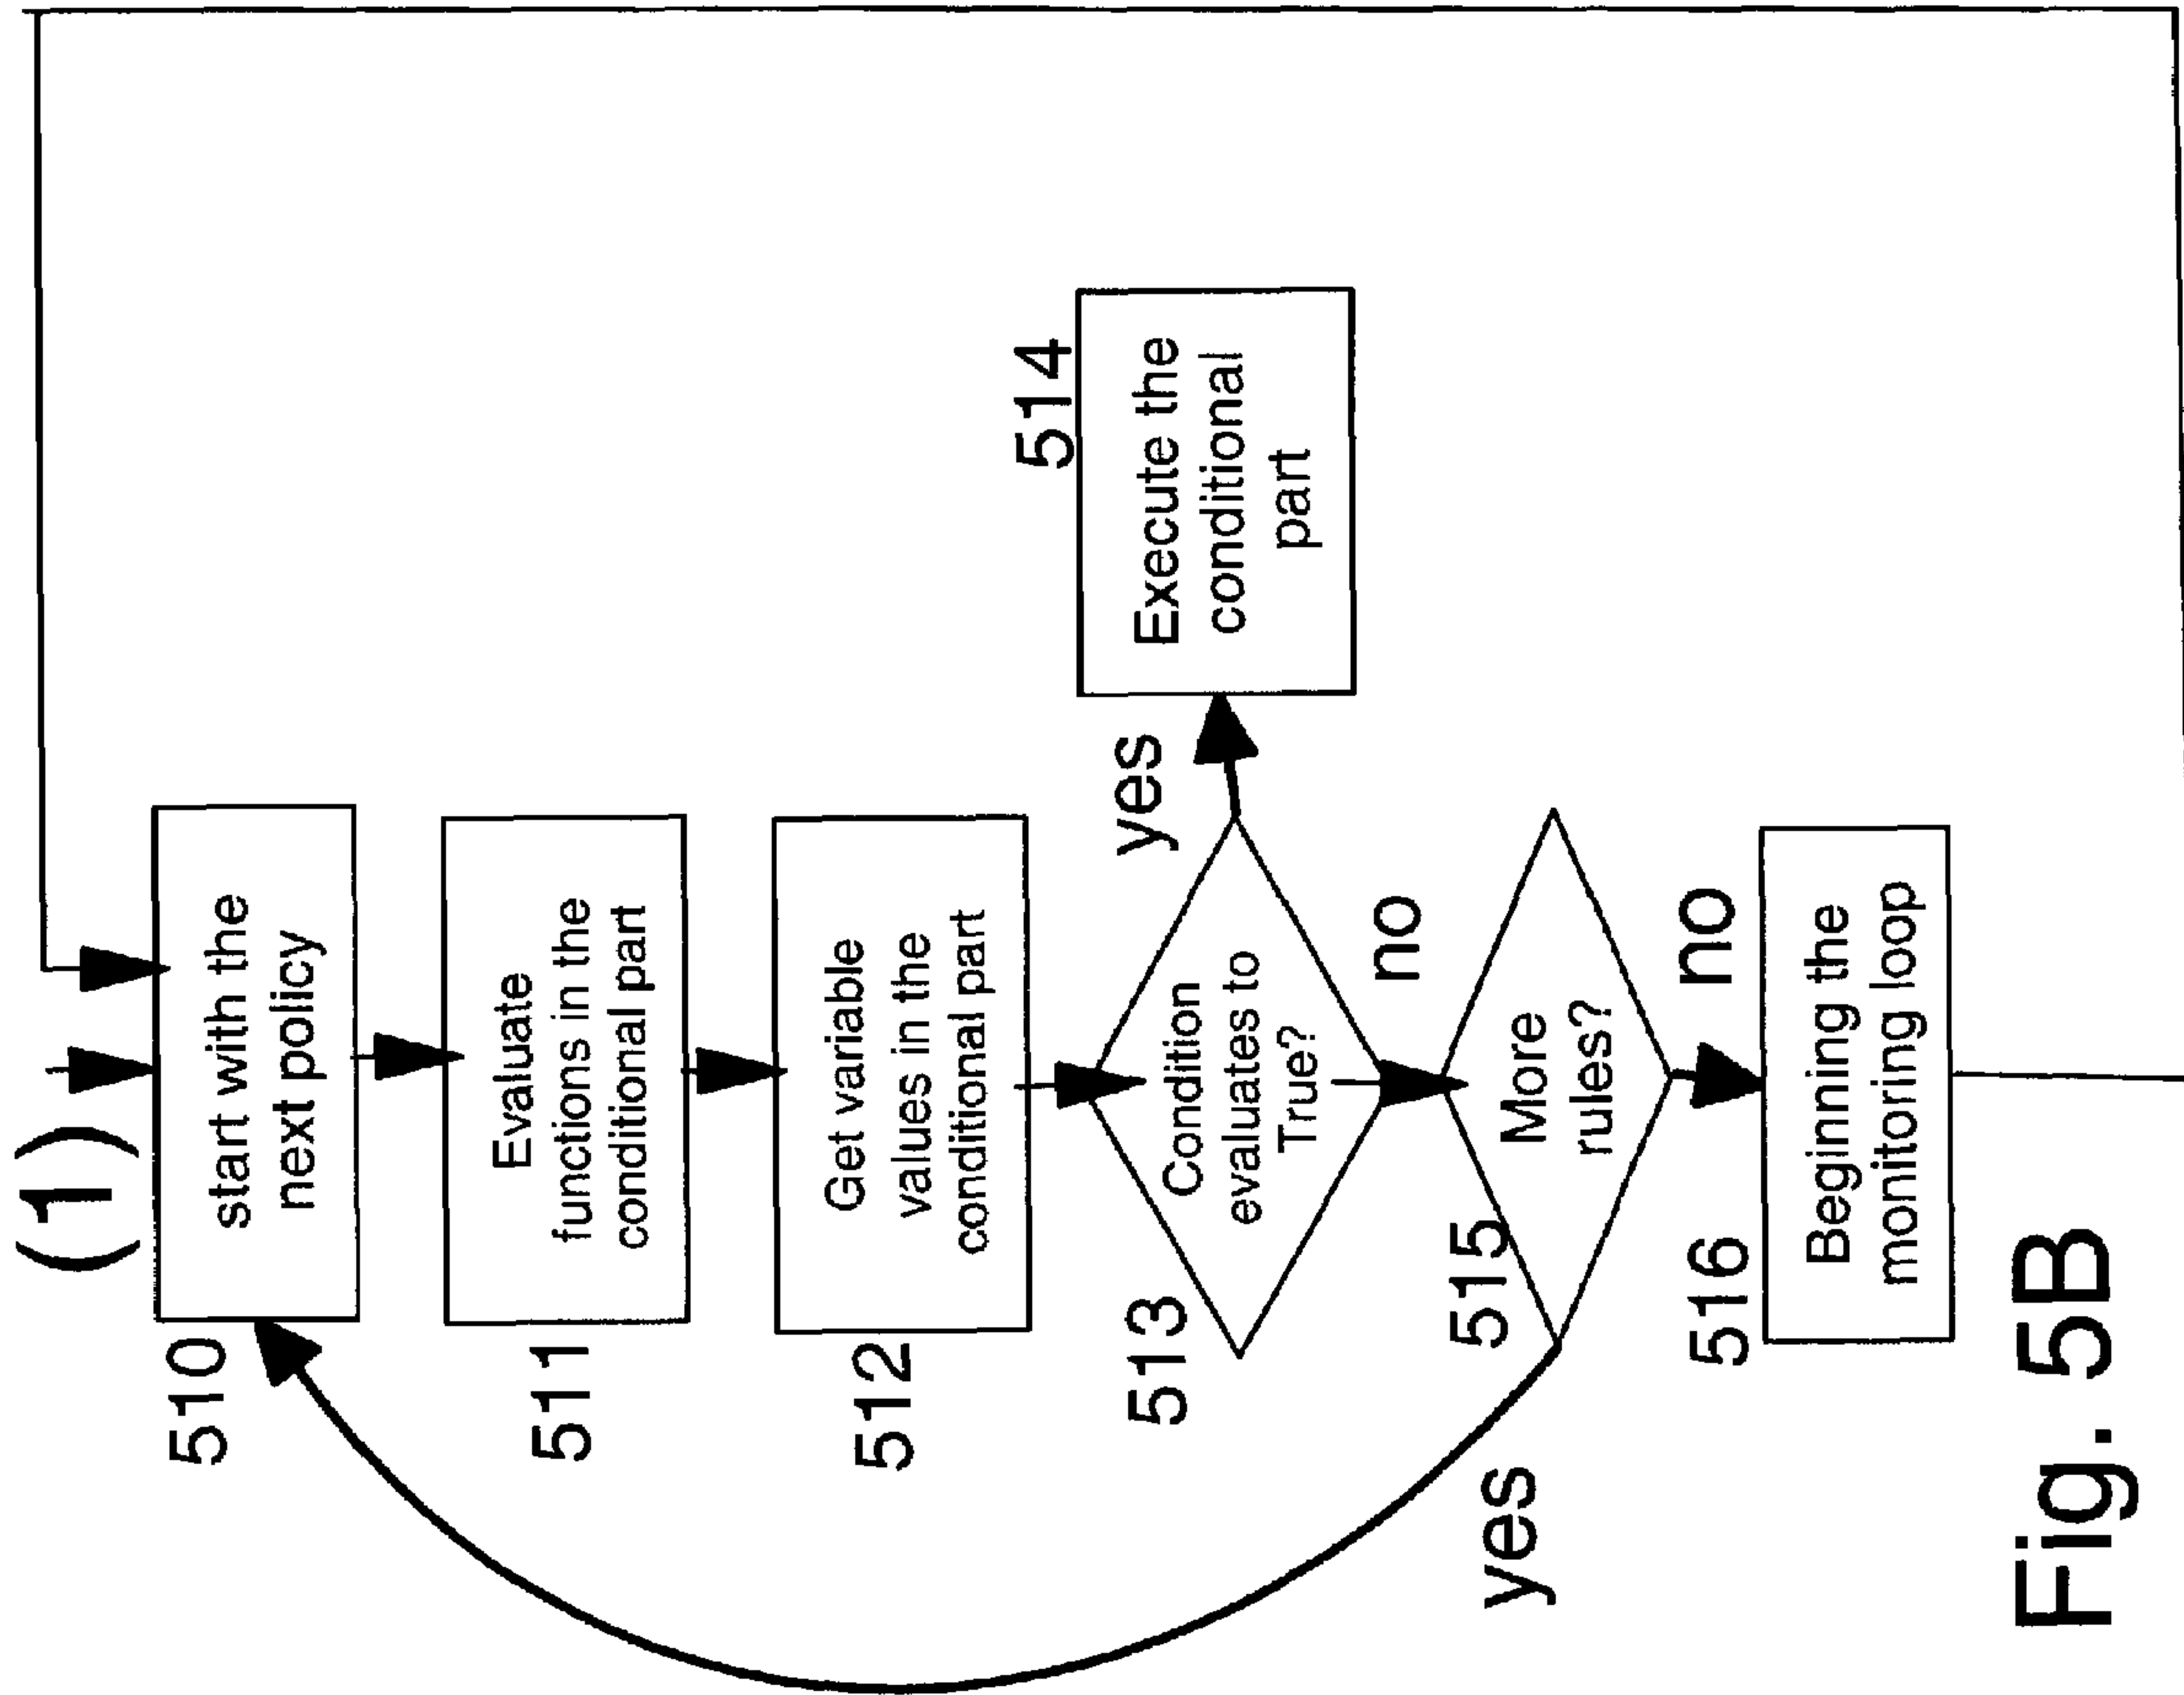 (1)
510
start with the
next policy
511
Evaluate
functions in the
conditional part
512
Get variable
values in the
conditional part
513
Condition
evaluates to
True?
yes
514
Execute the
conditional
part
no
515
More
rules?
yes
no
516
Beginning the
monitoring loop
Fig. 5B